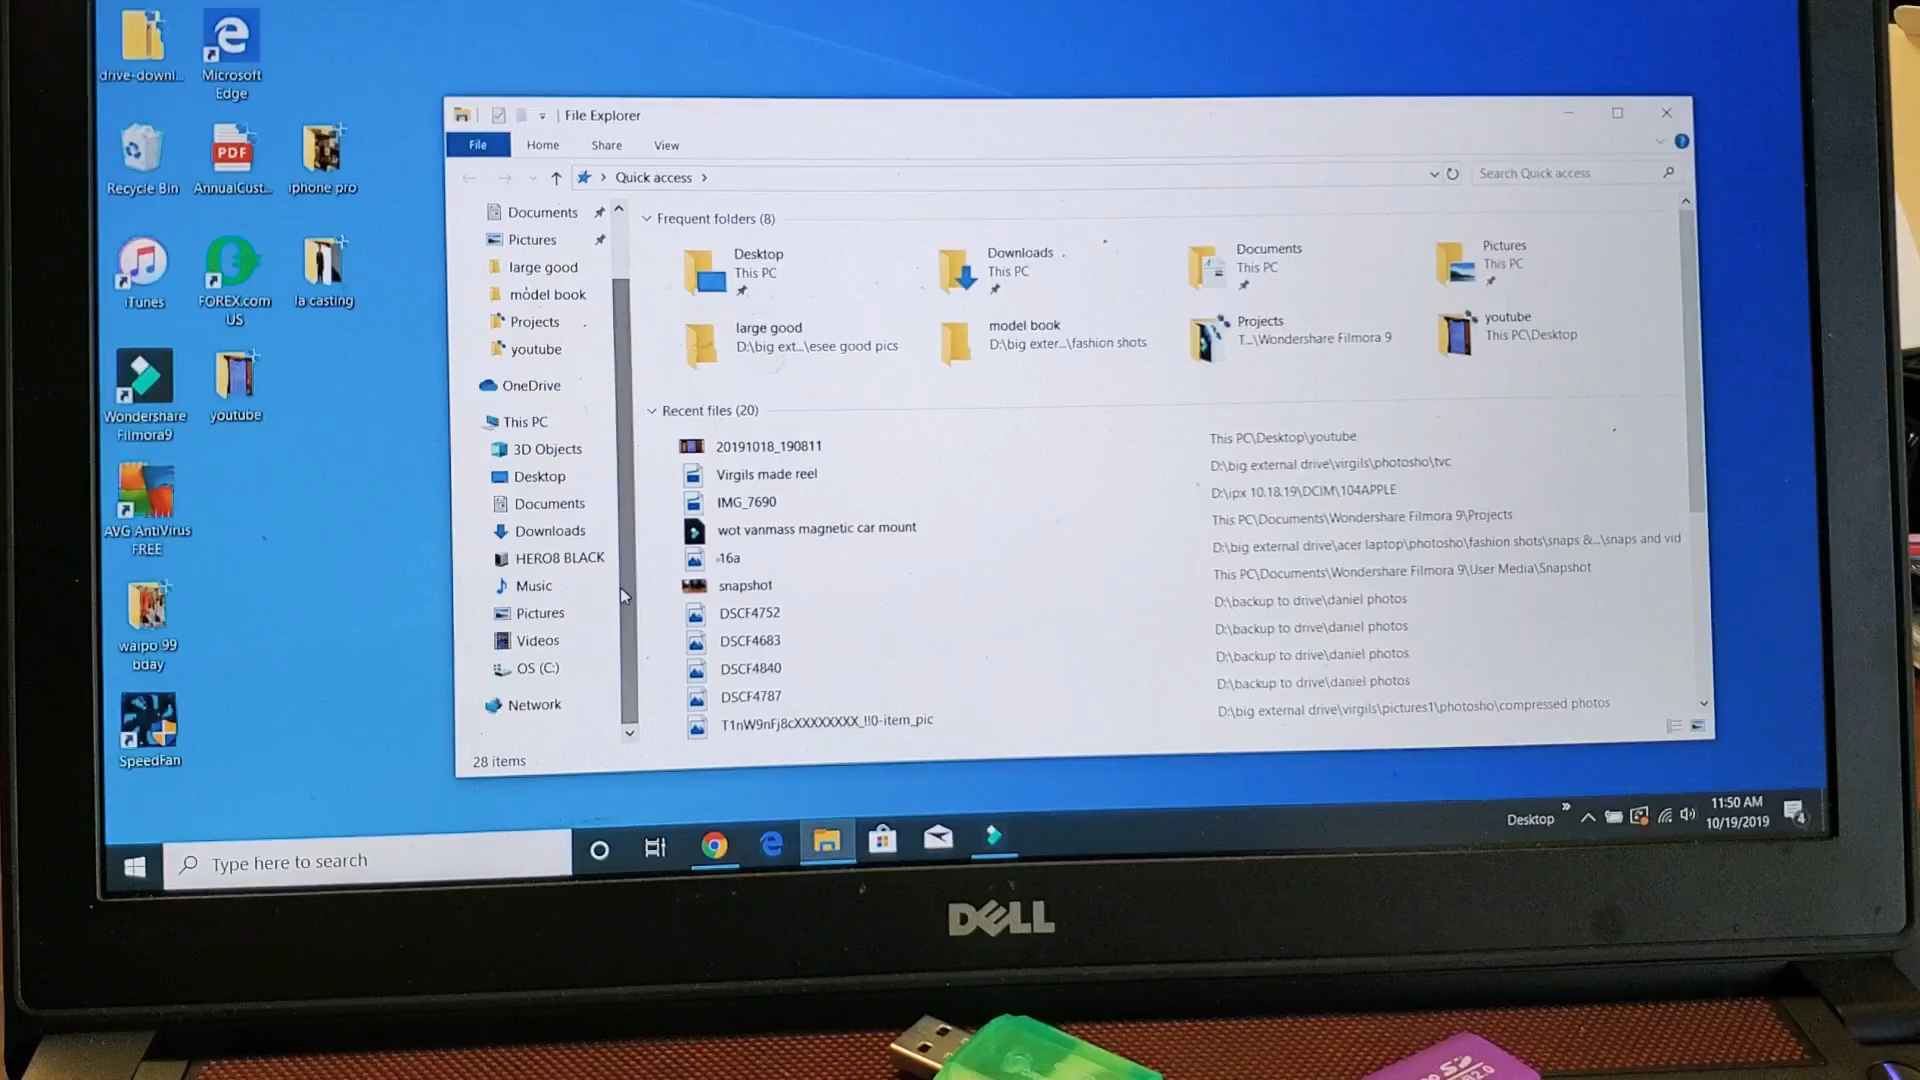 drive-downl...
Microsoft
Edge
Recycle Bin
AnnualCust...
iphone pro
PDF
iTunes
FOREX.com
US
la casting
Wondershare
Filmora9
youtube
AVG AntiVirus
FREE
waipo 99
bday
SpeedFan
File Explorer
File
Home
Share
View
Quick access
Search Quick access
Documents
Pictures
large good
model book
Projects
youtube
OneDrive
This PC
3D Objects
Desktop
Documents
Downloads
HERO8 BLACK
Music
Pictures
Videos
OS (C:)
Network
28 items
Frequent folders (8)
Desktop
This PC
Downloads
This PC
Documents
This PC
Pictures
This PC
large good
D:\big ext...\esee good pics
model book
D:\big exter...\fashion shots
Projects
T...\Wondershare Filmora 9
youtube
This PC\Desktop
Recent files (20)
20191018_190811 This PC\Desktop\youtube
Virgils made reel D:\big external drive\virgils\photosho\tvc
IMG_7690 D:\ipx 10.18.19\DCIM\104APPLE
wot vanmass magnetic car mount This PC\Documents\Wondershare Filmora 9\Projects
-16a D:\big external drive\acer laptop\photosho\fashion shots\snaps &...\snaps and vid
snapshot This PC\Documents\Wondershare Filmora 9\User Media\Snapshot
DSCF4752 D:\backup to drive\daniel photos
DSCF4683 D:\backup to drive\daniel photos
DSCF4840 D:\backup to drive\daniel photos
DSCF4787 D:\backup to drive\daniel photos
T1nW9nFj8cXXXXXXXX_!!0-item_pic D:\big external drive\virgils\pictures1\photosho\compressed photos
Type here to search
Desktop
11:50 AM
10/19/2019
4
DELL